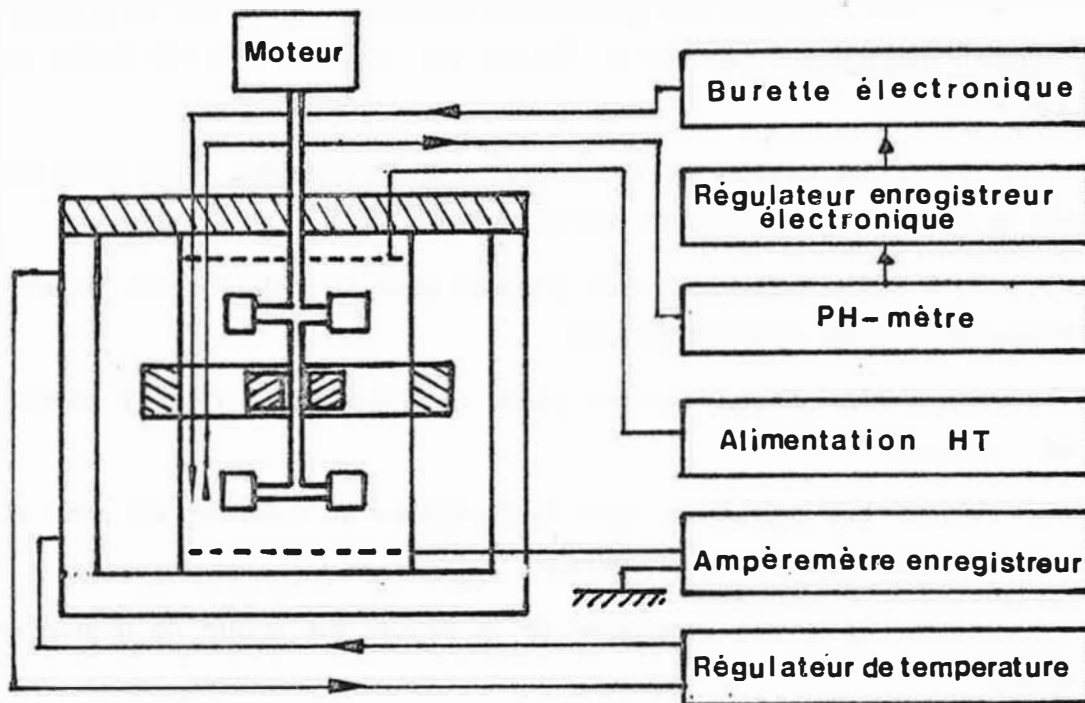 Moteur
Burette électronique
Régulateur enregistreur
électronique
PH-mètre
Alimentation HT
Ampèremètre enregistreur
Régulateur de temperature